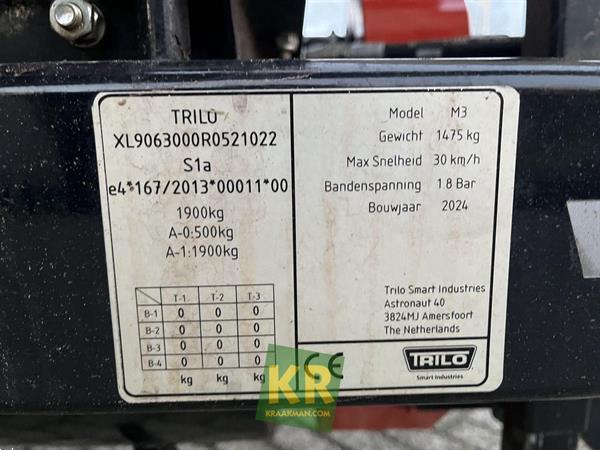 TRILO
XL9063000R0521022
S1a
e4*167/2013*00011*00
1900kg
A-0:500kg
A-1:1900kg
T-1 T-2 T-3
B-1 0 0 0
B-2 0 0 0
B-3 0 0 0
B-4 0 0 0
kg kg kg
Model M3
Gewicht 1475 kg
Max Snelheid 30 km/h
Bandenspanning 1.8 Bar
Bouwjaar 2024
Trilo Smart Industries
Astronaut 40
3824MJ Amersfoort
The Netherlands
CE
TRILO
Smart Industries
KR
KRAAKMAN.COM